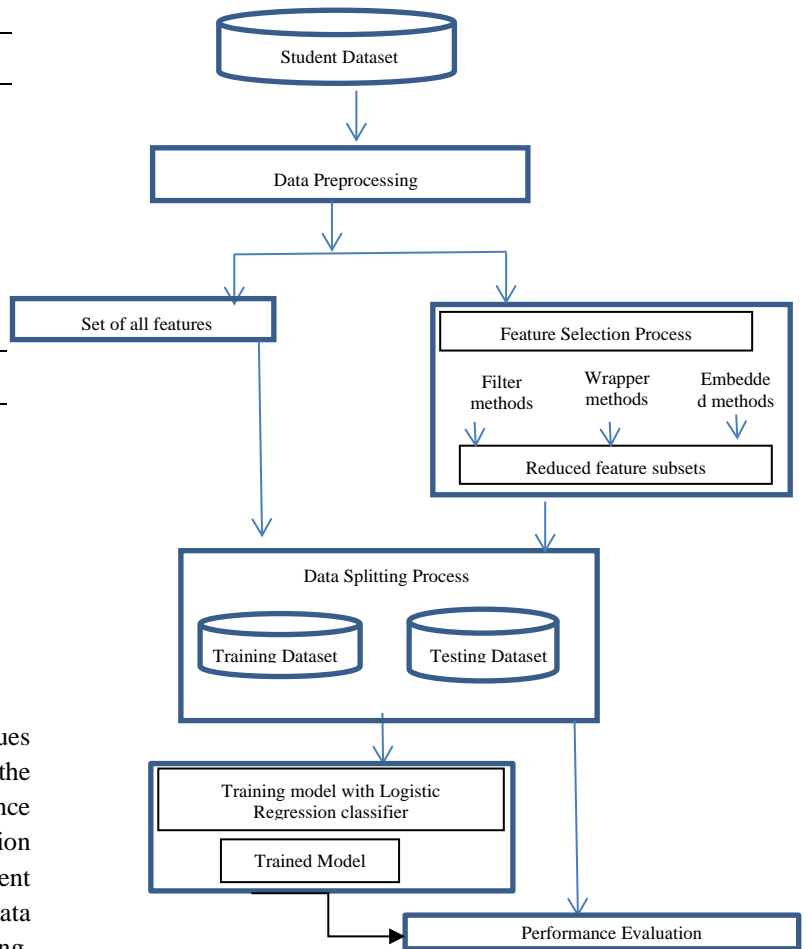 Student Dataset
Data Preprocessing
Set of all features
Feature Selection Process
Filter
methods
Wrapper
methods
Embedde
d methods
Reduced feature subsets
Data Splitting Process
Training Dataset
Testing Dataset
Training model with Logistic
Regression classifier
Trained Model
Performance Evaluation
ues
the
nce
ion
ent
ata